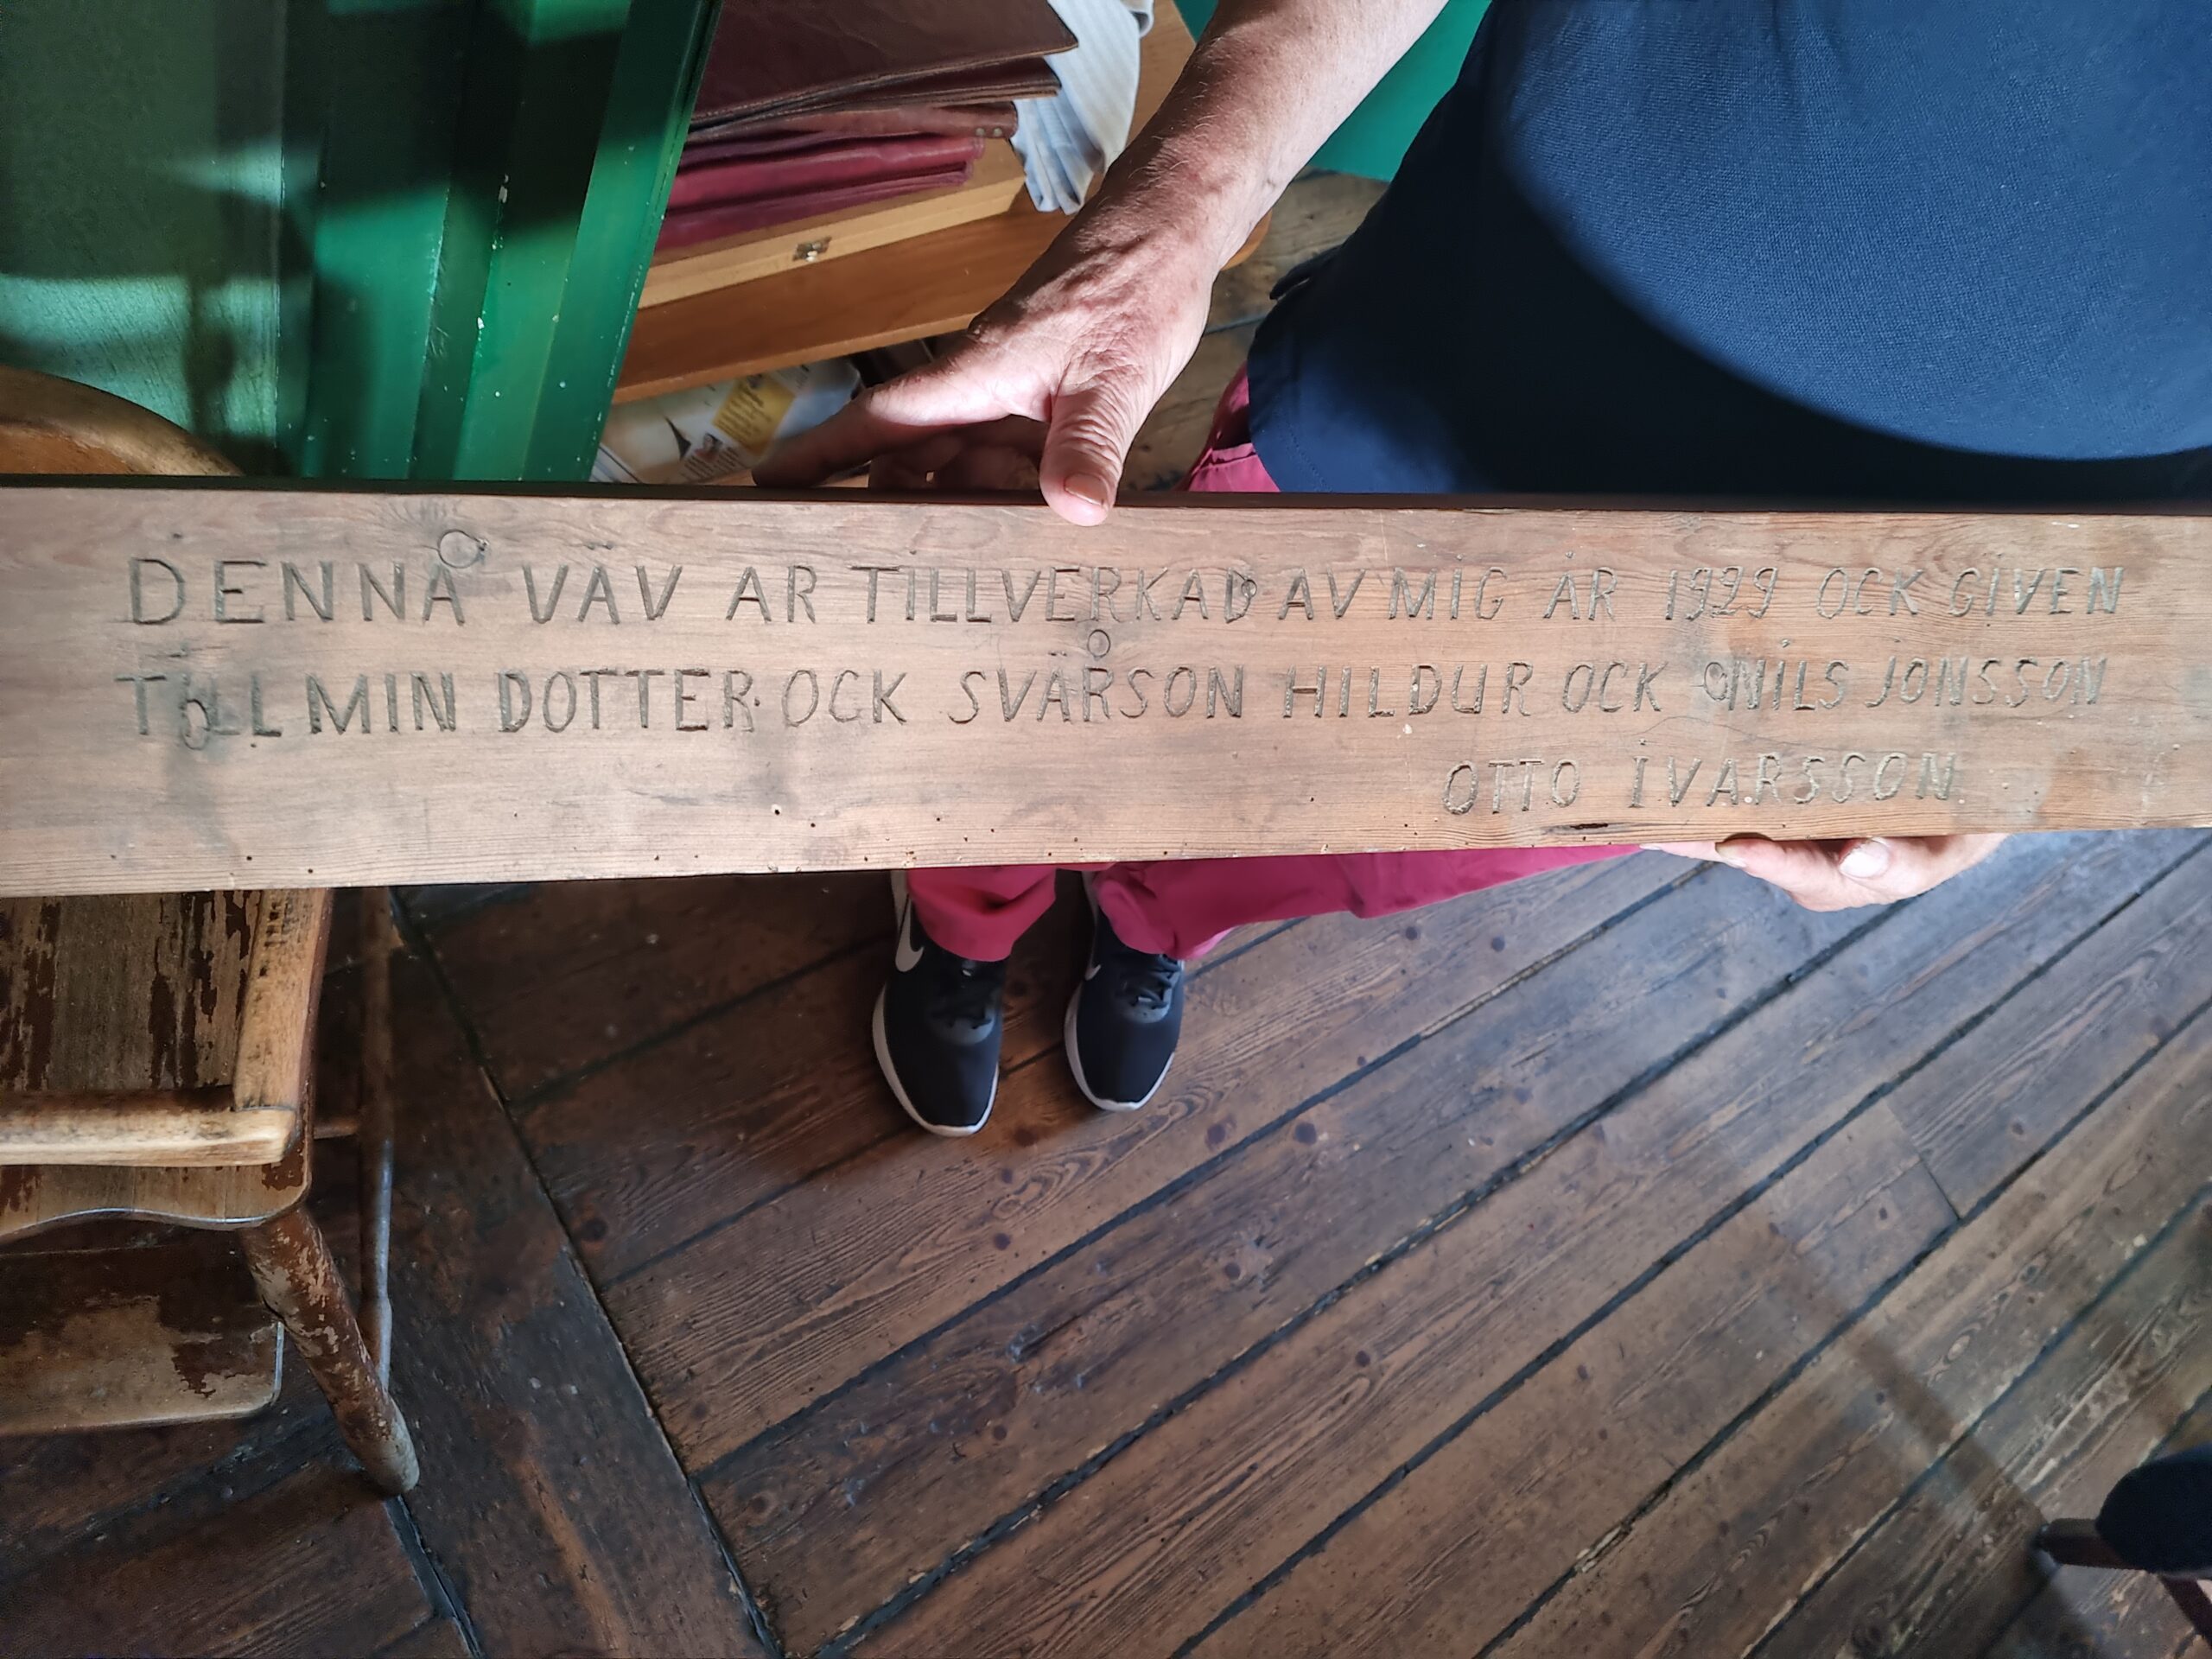 DENNA VÄV ÄR TILLVERKAD AV MIG ÅR 1929 OCK GIVEN
TILL MIN DOTTER OCK SVÄRSON HILDUR OCK NILS JONSSON
OTTO IVARSSON